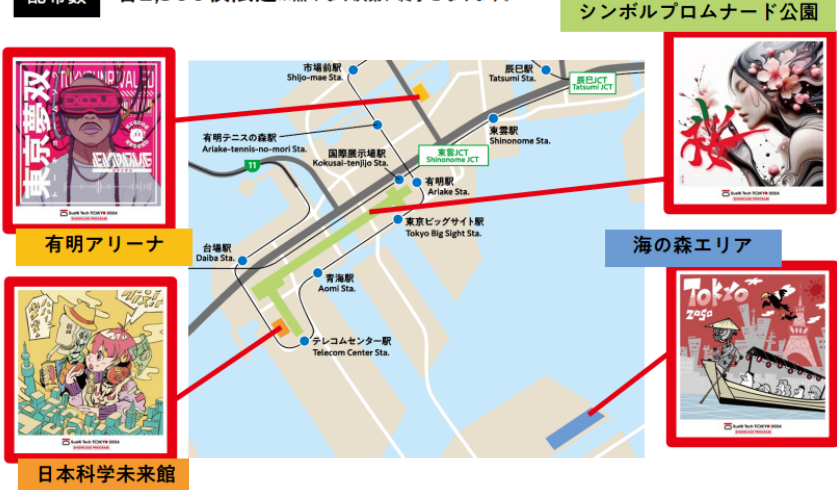 配布数
シンボルプロムナード公園
東京夢双
SusHi Tech TOKYO 2024
SHOWCASE PROGRAM
有明アリーナ
市場前駅
Shijo-mae Sta.
辰巳駅
Tatsumi Sta.
辰巳JCT
Tatsumi JCT
有明テニスの森駅
Ariake-tennis-no-mori Sta.
東雲駅
Shinonome Sta.
国際展示場駅
Kokusai-tenjijo Sta.
東雲JCT
Shinonome JCT
11
有明駅
Ariake Sta.
東京ビッグサイト駅
Tokyo Big Sight Sta.
台場駅
Daiba Sta.
青海駅
Aomi Sta.
テレコムセンター駅
Telecom Center Sta.
桜
SusHi Tech TOKYO 2024
SHOWCASE PROGRAM
海の森エリア
Tokyo
2050
SusHi Tech TOKYO 2024
SHOWCASE PROGRAM
SusHi Tech TOKYO 2024
SHOWCASE PROGRAM
日本科学未来館